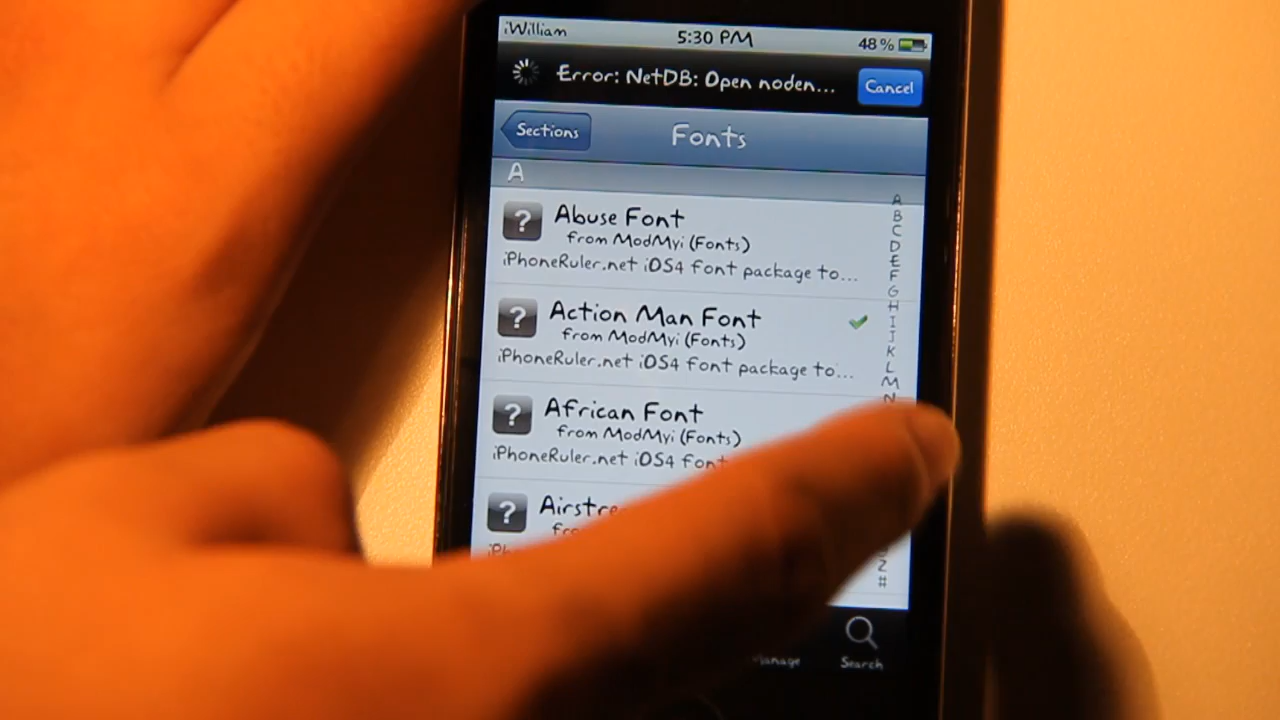 iWilliam 5:30 PM 48%
Error: NetDB: Open noden... Cancel
Sections Fonts
A
Abuse Font
from ModMyi (Fonts)
iPhoneRuler.net iOS4 font package to...
Action Man Font
from ModMyi (Fonts)
iPhoneRuler.net iOS4 font package to...
African Font
from ModMyi (Fonts)
iPhoneRuler.net iOS4 font
Airstre
A
B
C
D
E
F
G
H
I
J
K
L
M
N
Z
#
Manage Search